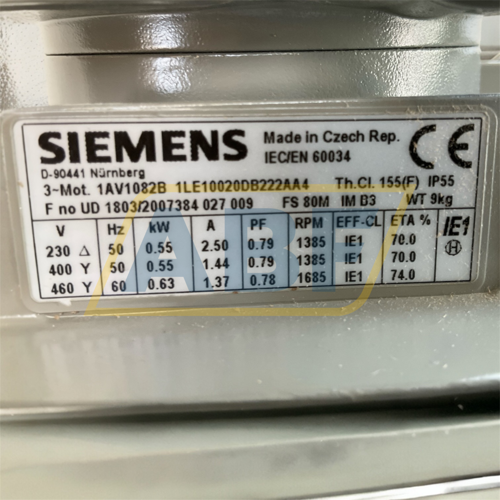 SIEMENS
Made in Czech Rep.
IEC/EN 60034
CE
D-90441 Nürnberg
3~Mot. 1AV1082B 1LE10020DB222AA4 Th.Cl. 155(F) IP55
F no UD 1803/2007384 027 009 FS 80M IM B3 WT 9kg
V Hz kW A PF RPM EFF-CL ETA % IE1
230 Δ 50 0.55 2.50 0.79 1385 IE1 70.0
400 Y 50 0.55 1.44 0.79 1385 IE1 70.0
460 Y 60 0.63 1.37 0.78 1685 IE1 74.0
ABF